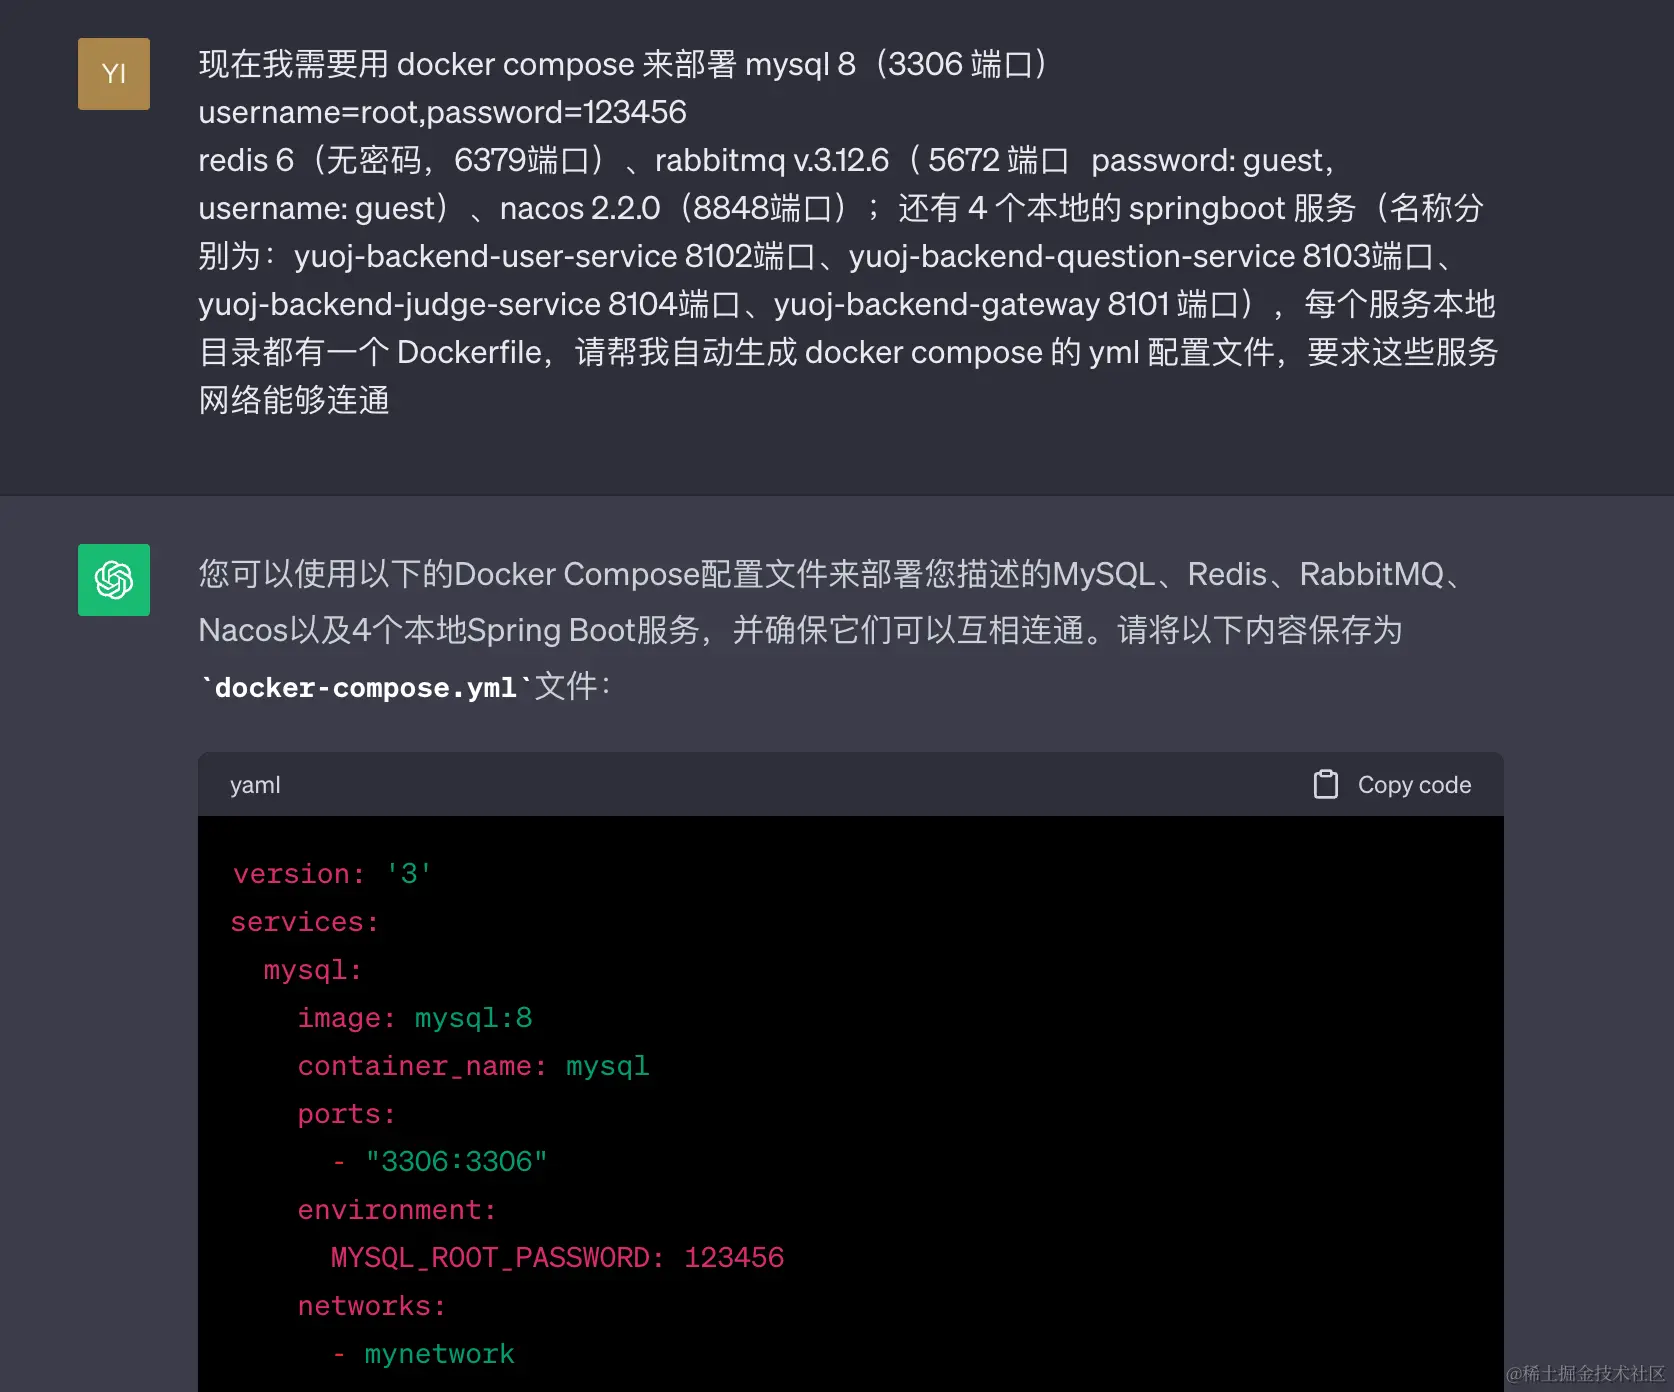 YI
现在我需要用 docker compose 来部署 mysql 8（3306 端口）
username=root,password=123456
redis 6（无密码，6379端口）、rabbitmq v.3.12.6（ 5672 端口   password: guest，
username: guest）、nacos 2.2.0（8848端口）；还有 4 个本地的 springboot 服务（名称分
别为：yuoj-backend-user-service 8102端口、yuoj-backend-question-service 8103端口、
yuoj-backend-judge-service 8104端口、yuoj-backend-gateway 8101 端口），每个服务本地
目录都有一个 Dockerfile，请帮我自动生成 docker compose 的 yml 配置文件，要求这些服务
网络能够连通
您可以使用以下的Docker Compose配置文件来部署您描述的MySQL、Redis、RabbitMQ、
Nacos以及4个本地Spring Boot服务，并确保它们可以互相连通。请将以下内容保存为
`docker-compose.yml`文件：
yaml
Copy code
version: '3'
services:
  mysql:
    image: mysql:8
    container_name: mysql
    ports:
      - "3306:3306"
    environment:
      MYSQL_ROOT_PASSWORD: 123456
    networks:
      - mynetwork
@稀土掘金技术社区